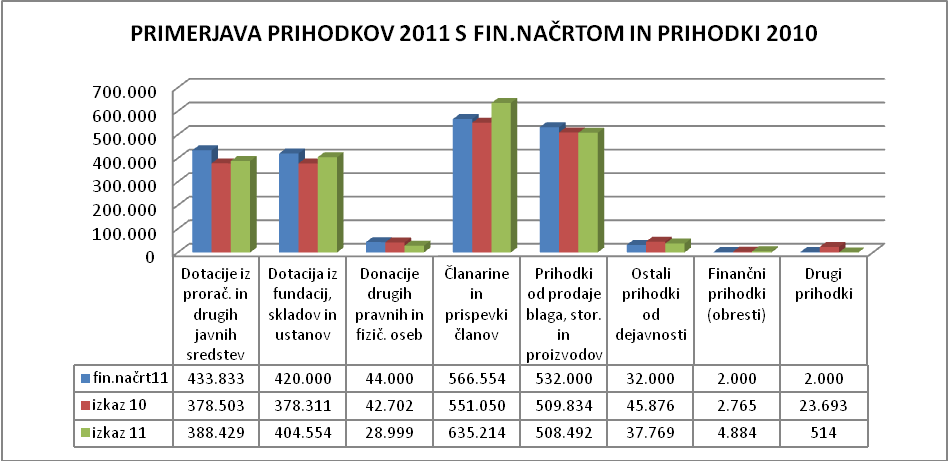 PRIMERJAVA PRIHODKOV 2011 S FIN.NAČRTOM IN PRIHODKI 2010
700.000
600.000
500.000
400.000
300.000
200.000
100.000
0
Dotacije iz
prorač. in
drugih
javnih
sredstev
Dotacija iz
fundacij,
skladov in
ustanov
Donacije
drugih
pravnih in
fizič. oseb
Članarine
in
prispevki
članov
Prihodki
od prodaje
blaga, stor.
in
proizvodov
Ostali
prihodki
od
dejavnosti
Finančni
prihodki
(obresti)
Drugi
prihodki
fin.načrt11 433.833 420.000 44.000 566.554 532.000 32.000 2.000 2.000
izkaz 10 378.503 378.311 42.702 551.050 509.834 45.876 2.765 23.693
izkaz 11 388.429 404.554 28.999 635.214 508.492 37.769 4.884 514